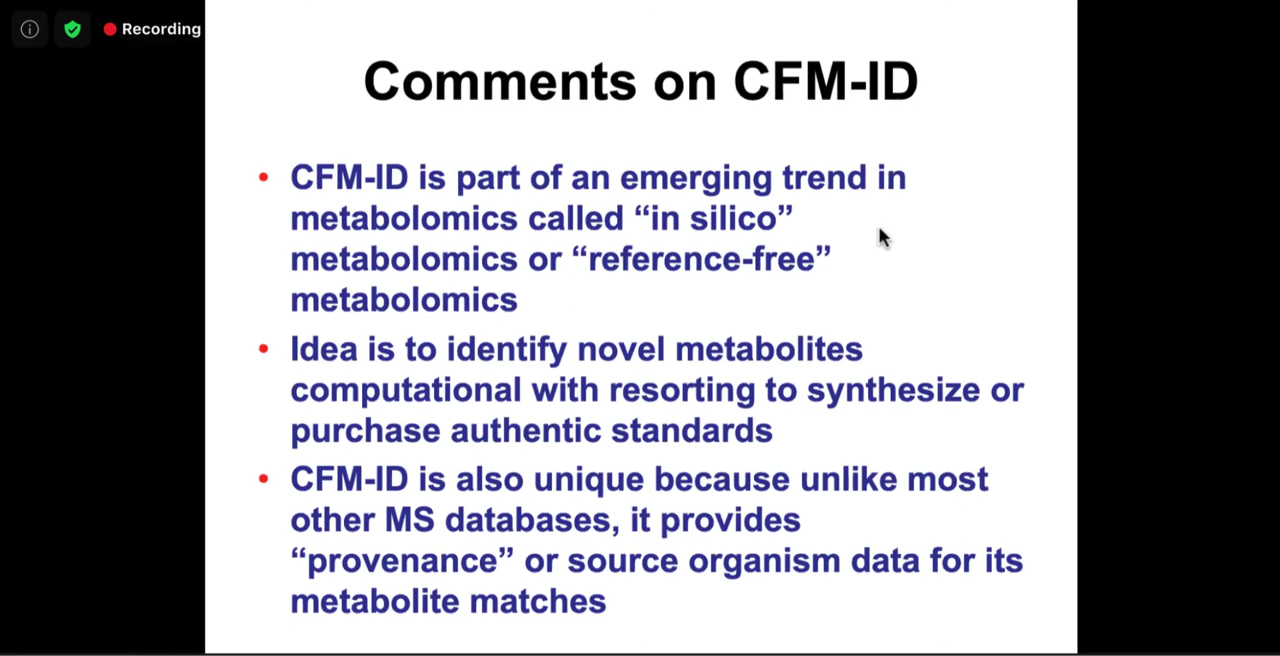 Recording
Comments on CFM-ID
• CFM-ID is part of an emerging trend in
metabolomics called “in silico”
metabolomics or “reference-free”
metabolomics
• Idea is to identify novel metabolites
computational with resorting to synthesize or
purchase authentic standards
• CFM-ID is also unique because unlike most
other MS databases, it provides
“provenance” or source organism data for its
metabolite matches